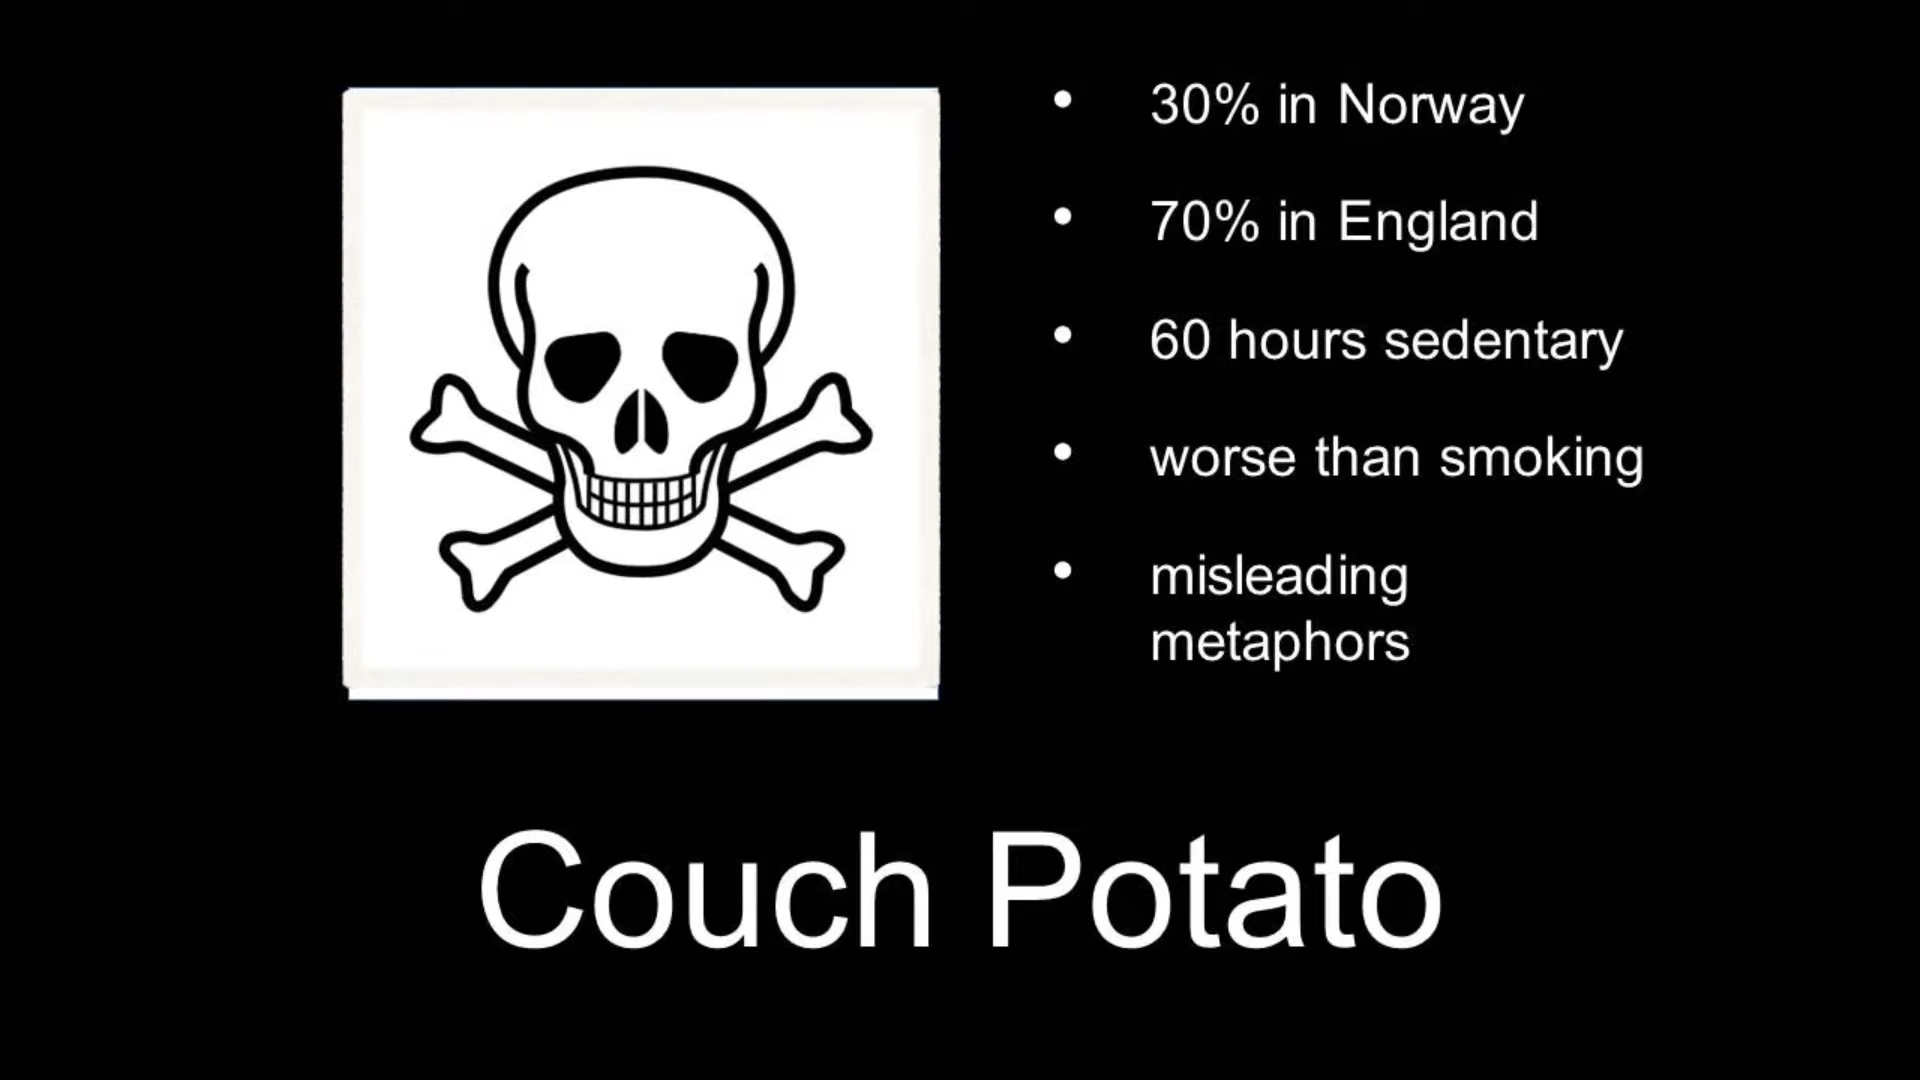 • 30% in Norway
• 70% in England
• 60 hours sedentary
• worse than smoking
• misleading
metaphors
Couch Potato